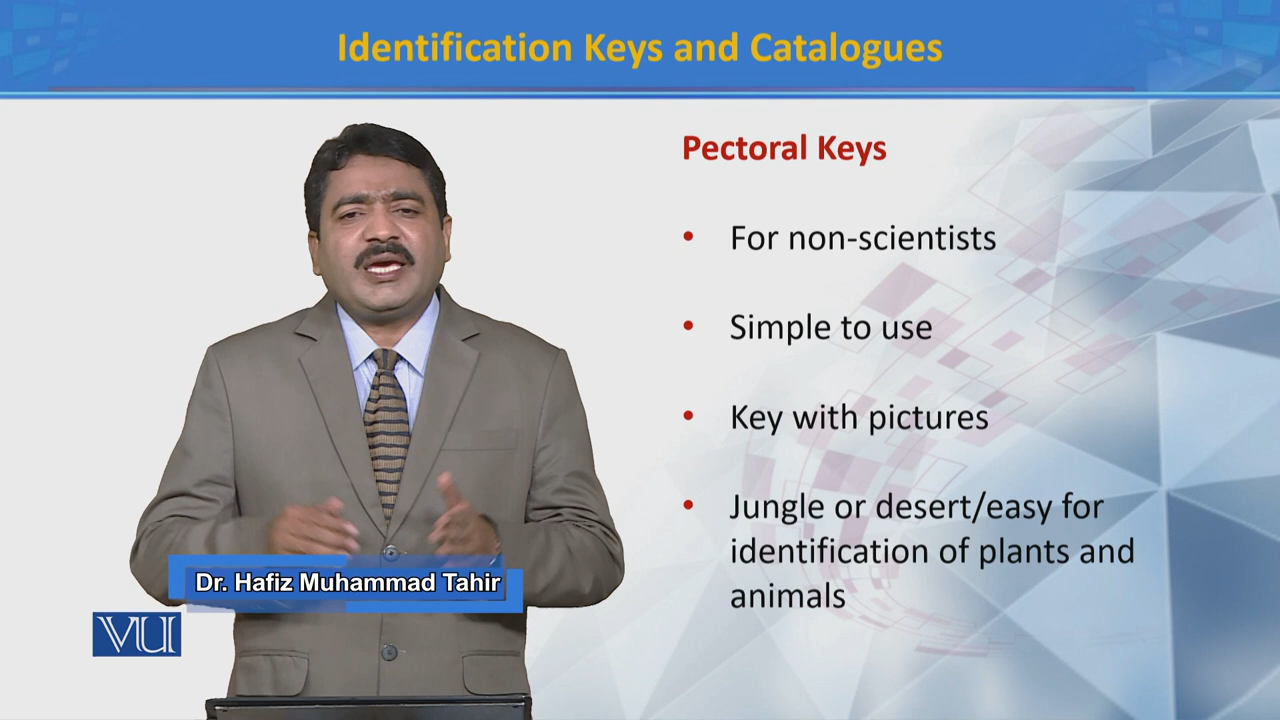 Identification Keys and Catalogues
Pectoral Keys
• For non-scientists
• Simple to use
• Key with pictures
• Jungle or desert/easy for
identification of plants and
animals
Dr. Hafiz Muhammad Tahir
VU